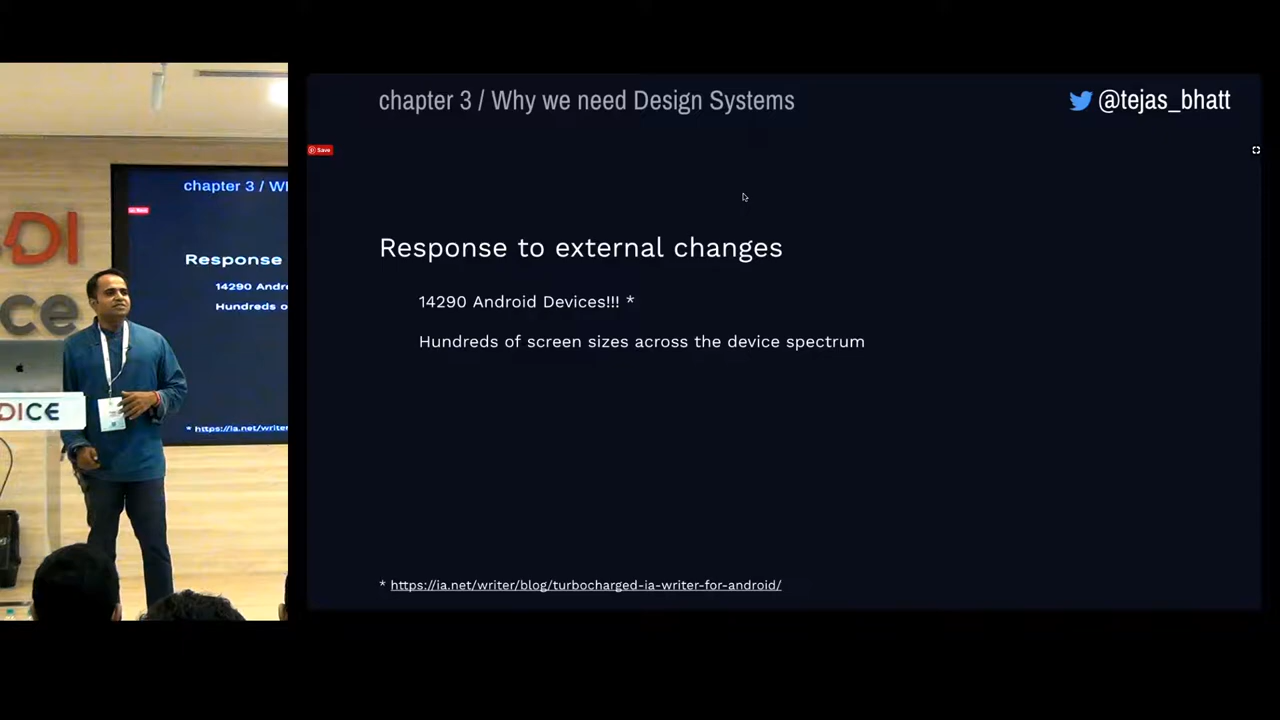 chapter 3 / Why we need Design Systems
@tejas_bhatt
Save
Response to external changes
14290 Android Devices!!! *
Hundreds of screen sizes across the device spectrum
* https://ia.net/writer/blog/turbocharged-ia-writer-for-android/
chapter 3 / W
Response
14290 Andr
Hundreds o
* https://ia.net/writer
DI
ce
DICE